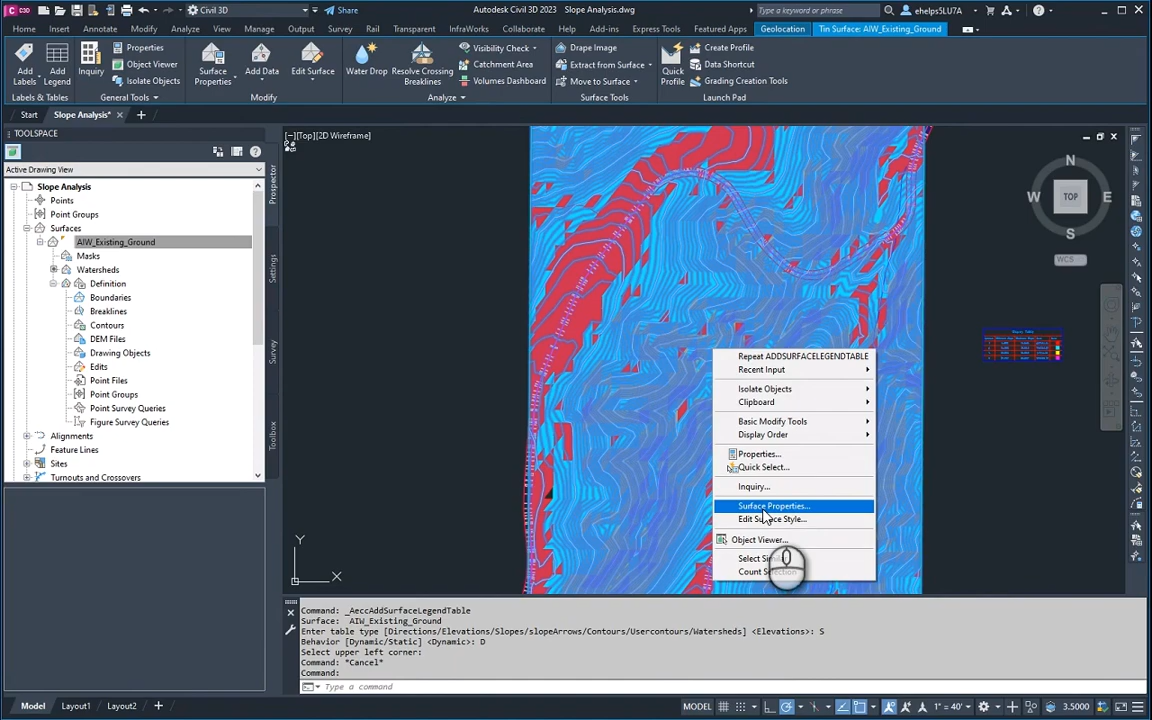 C3D
Civil 3D
Share
Autodesk Civil 3D 2023 Slope Analysis.dwg
Type a keyword or phrase
ehelps5LU7A
Home Insert Annotate Modify Analyze View Manage Output Survey Rail Transparent InfraWorks Collaborate Help Add-ins Express Tools Featured Apps Geolocation Tin Surface: AIW_Existing_Ground
Properties
Object Viewer
Isolate Objects
Visibility Check
Catchment Area
Volumes Dashboard
Drape Image
Extract from Surface
Move to Surface
Create Profile
Data Shortcut
Grading Creation Tools
Add Labels
Add Legend
Inquiry
Surface Properties
Add Data
Edit Surface
Water Drop
Resolve Crossing Breaklines
Quick Profile
Labels & Tables General Tools Modify Analyze Surface Tools Launch Pad
Start Slope Analysis*
TOOLSPACE
Active Drawing View
Slope Analysis
Points
Point Groups
Surfaces
AIW_Existing_Ground
Masks
Watersheds
Definition
Boundaries
Breaklines
Contours
DEM Files
Drawing Objects
Edits
Point Files
Point Groups
Point Survey Queries
Figure Survey Queries
Alignments
Feature Lines
Sites
Turnouts and Crossovers
Prospector
Settings
Survey
Toolbox
[−][Top][2D Wireframe]
N
W TOP E
S
WCS
Y
X
Repeat ADDSURFACELEGENDTABLE
Recent Input
Isolate Objects
Clipboard
Basic Modify Tools
Display Order
Properties...
Quick Select...
Inquiry...
Surface Properties...
Edit Surface Style...
Object Viewer...
Select
Count Selection
Command: _AeccAddSurfaceLegendTable
Surface: AIW_Existing_Ground
Enter table type [Directions/Elevations/Slopes/slopeArrows/Contours/Usercontours/Watersheds] <Elevations>: S
Behavior [Dynamic/Static] <Dynamic>: D
Select upper left corner:
Command: *Cancel*
Command:
Type a command
Model Layout1 Layout2
MODEL
1" = 40'
3.5000